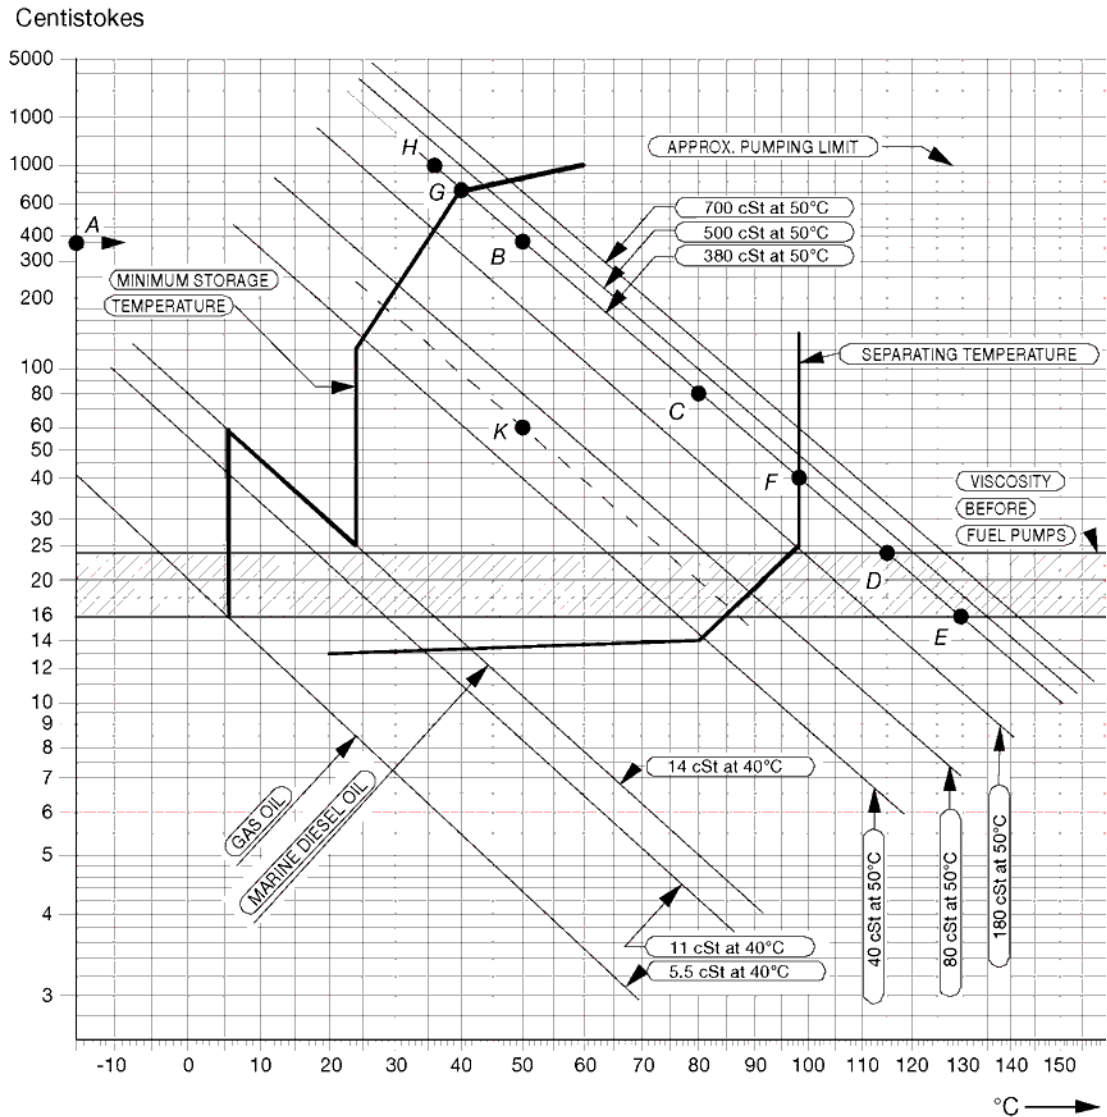 Centistokes
5000
1000
1000
600
400
300
200
100
80
60
50
40
30
25
20
16
14
12
10
9
8
7
6
5
4
3
A
H
G
B
C
K
F
D
E
APPROX. PUMPING LIMIT
700 cSt at 50°C
500 cSt at 50°C
380 cSt at 50°C
MINIMUM STORAGE
TEMPERATURE
SEPARATING TEMPERATURE
VISCOSITY
BEFORE
FUEL PUMPS
GAS OIL
MARINE DIESEL OIL
14 cSt at 40°C
11 cSt at 40°C
5.5 cSt at 40°C
40 cSt at 50°C
80 cSt at 50°C
180 cSt at 50°C
-10 0 10 20 30 40 50 60 70 80 90 100 110 120 130 140 150
°C